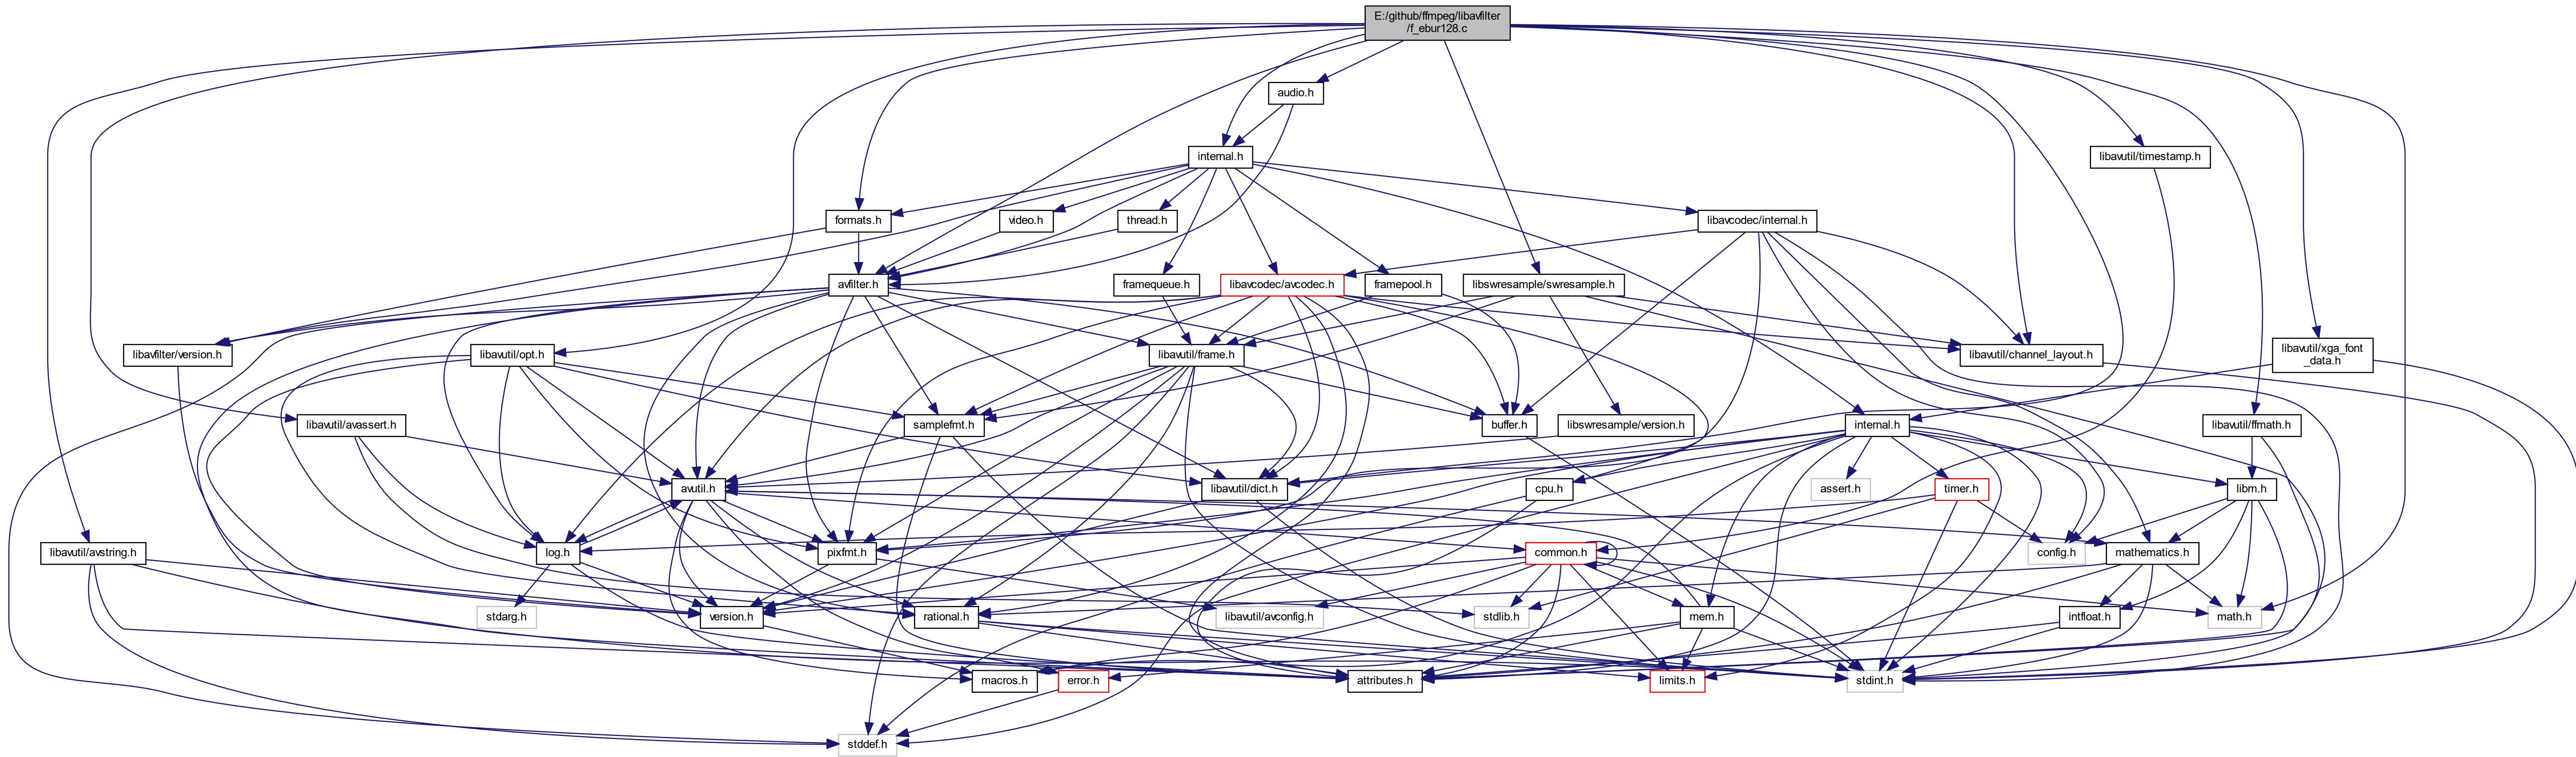 E:/github/ffmpeg/libavfilter
/f_ebur128.c
audio.h
internal.h
libavutil/timestamp.h
formats.h
video.h
thread.h
libavcodec/internal.h
avfilter.h
framequeue.h
libavcodec/avcodec.h
framepool.h
libswresample/swresample.h
libavfilter/version.h
libavutil/opt.h
libavutil/frame.h
libavutil/channel_layout.h
libavutil/xga_font
_data.h
libavutil/avassert.h
samplefmt.h
buffer.h
libswresample/version.h
internal.h
libavutil/ffmath.h
avutil.h
libavutil/dict.h
cpu.h
assert.h
timer.h
libm.h
libavutil/avstring.h
log.h
pixfmt.h
common.h
config.h
mathematics.h
stdarg.h
version.h
rational.h
libavutil/avconfig.h
stdlib.h
mem.h
intfloat.h
math.h
macros.h
error.h
attributes.h
limits.h
stdint.h
stddef.h